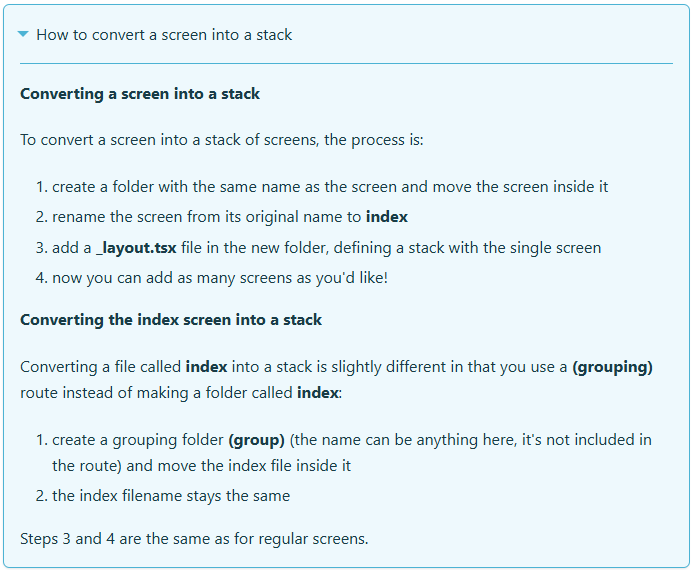 How to convert a screen into a stack
Converting a screen into a stack
To convert a screen into a stack of screens, the process is:
1. create a folder with the same name as the screen and move the screen inside it
2. rename the screen from its original name to index
3. add a _layout.tsx file in the new folder, defining a stack with the single screen
4. now you can add as many screens as you'd like!
Converting the index screen into a stack
Converting a file called index into a stack is slightly different in that you use a (grouping)
route instead of making a folder called index:
1. create a grouping folder (group) (the name can be anything here, it's not included in
the route) and move the index file inside it
2. the index filename stays the same
Steps 3 and 4 are the same as for regular screens.